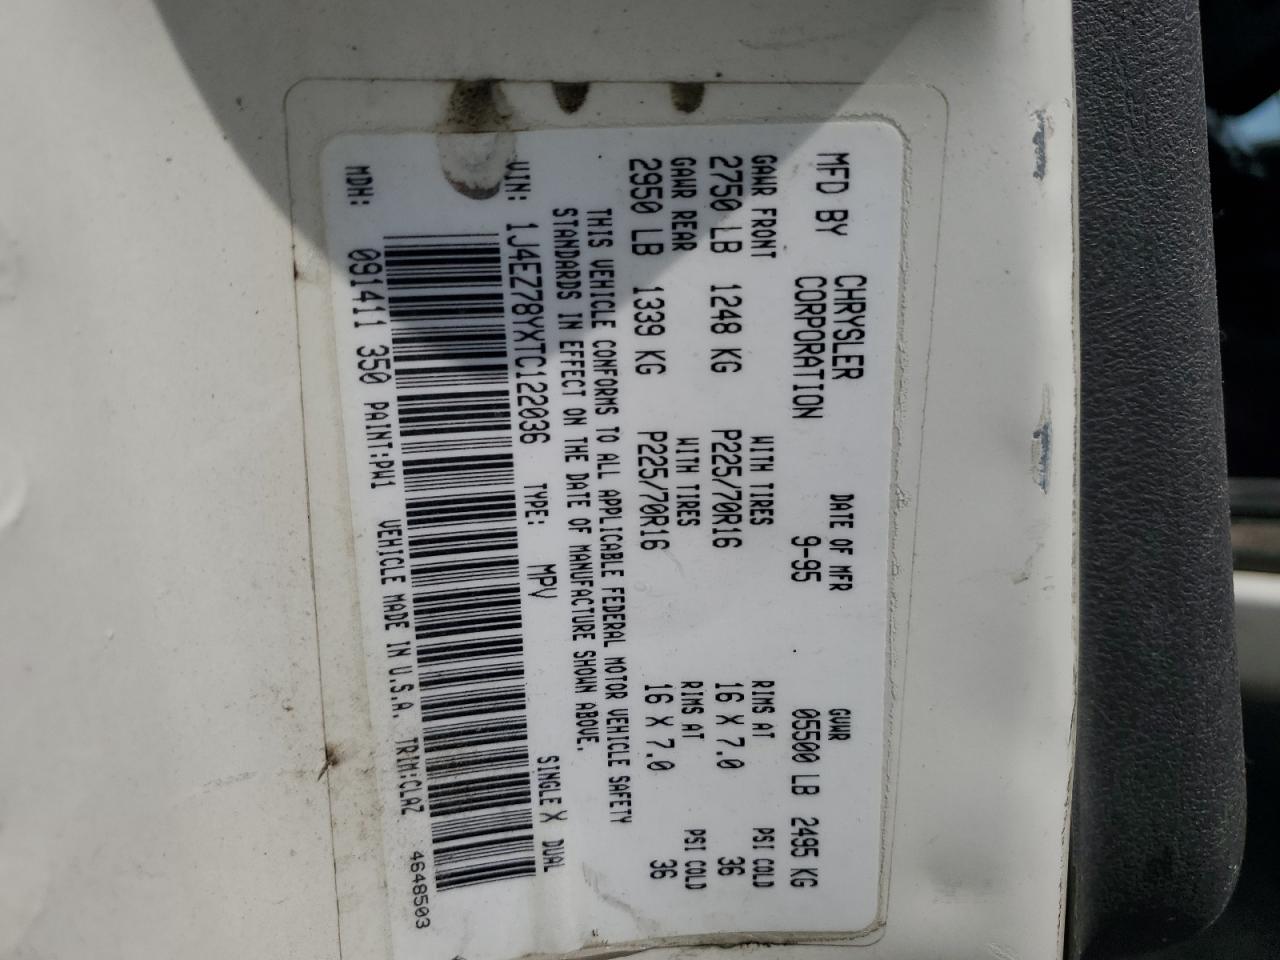 MFD BY CHRYSLER CORPORATION DATE OF MFR 9-95 GVWR 05500 LB 2495 KG
GAWR FRONT WITH TIRES RIMS AT PSI COLD
2750 LB 1248 KG P225/70R16 16 X 7.0 36
GAWR REAR WITH TIRES RIMS AT PSI COLD
2950 LB 1339 KG P225/70R16 16 X 7.0 36
THIS VEHICLE CONFORMS TO ALL APPLICABLE FEDERAL MOTOR VEHICLE SAFETY
STANDARDS IN EFFECT ON THE DATE OF MANUFACTURE SHOWN ABOVE.
VIN: 1J4EZ78YXTC122036 TYPE: MPV SINGLE X DUAL
MDH: 091411 350 PAINT:PW1 VEHICLE MADE IN U.S.A. TRIM:CLAZ
4648503